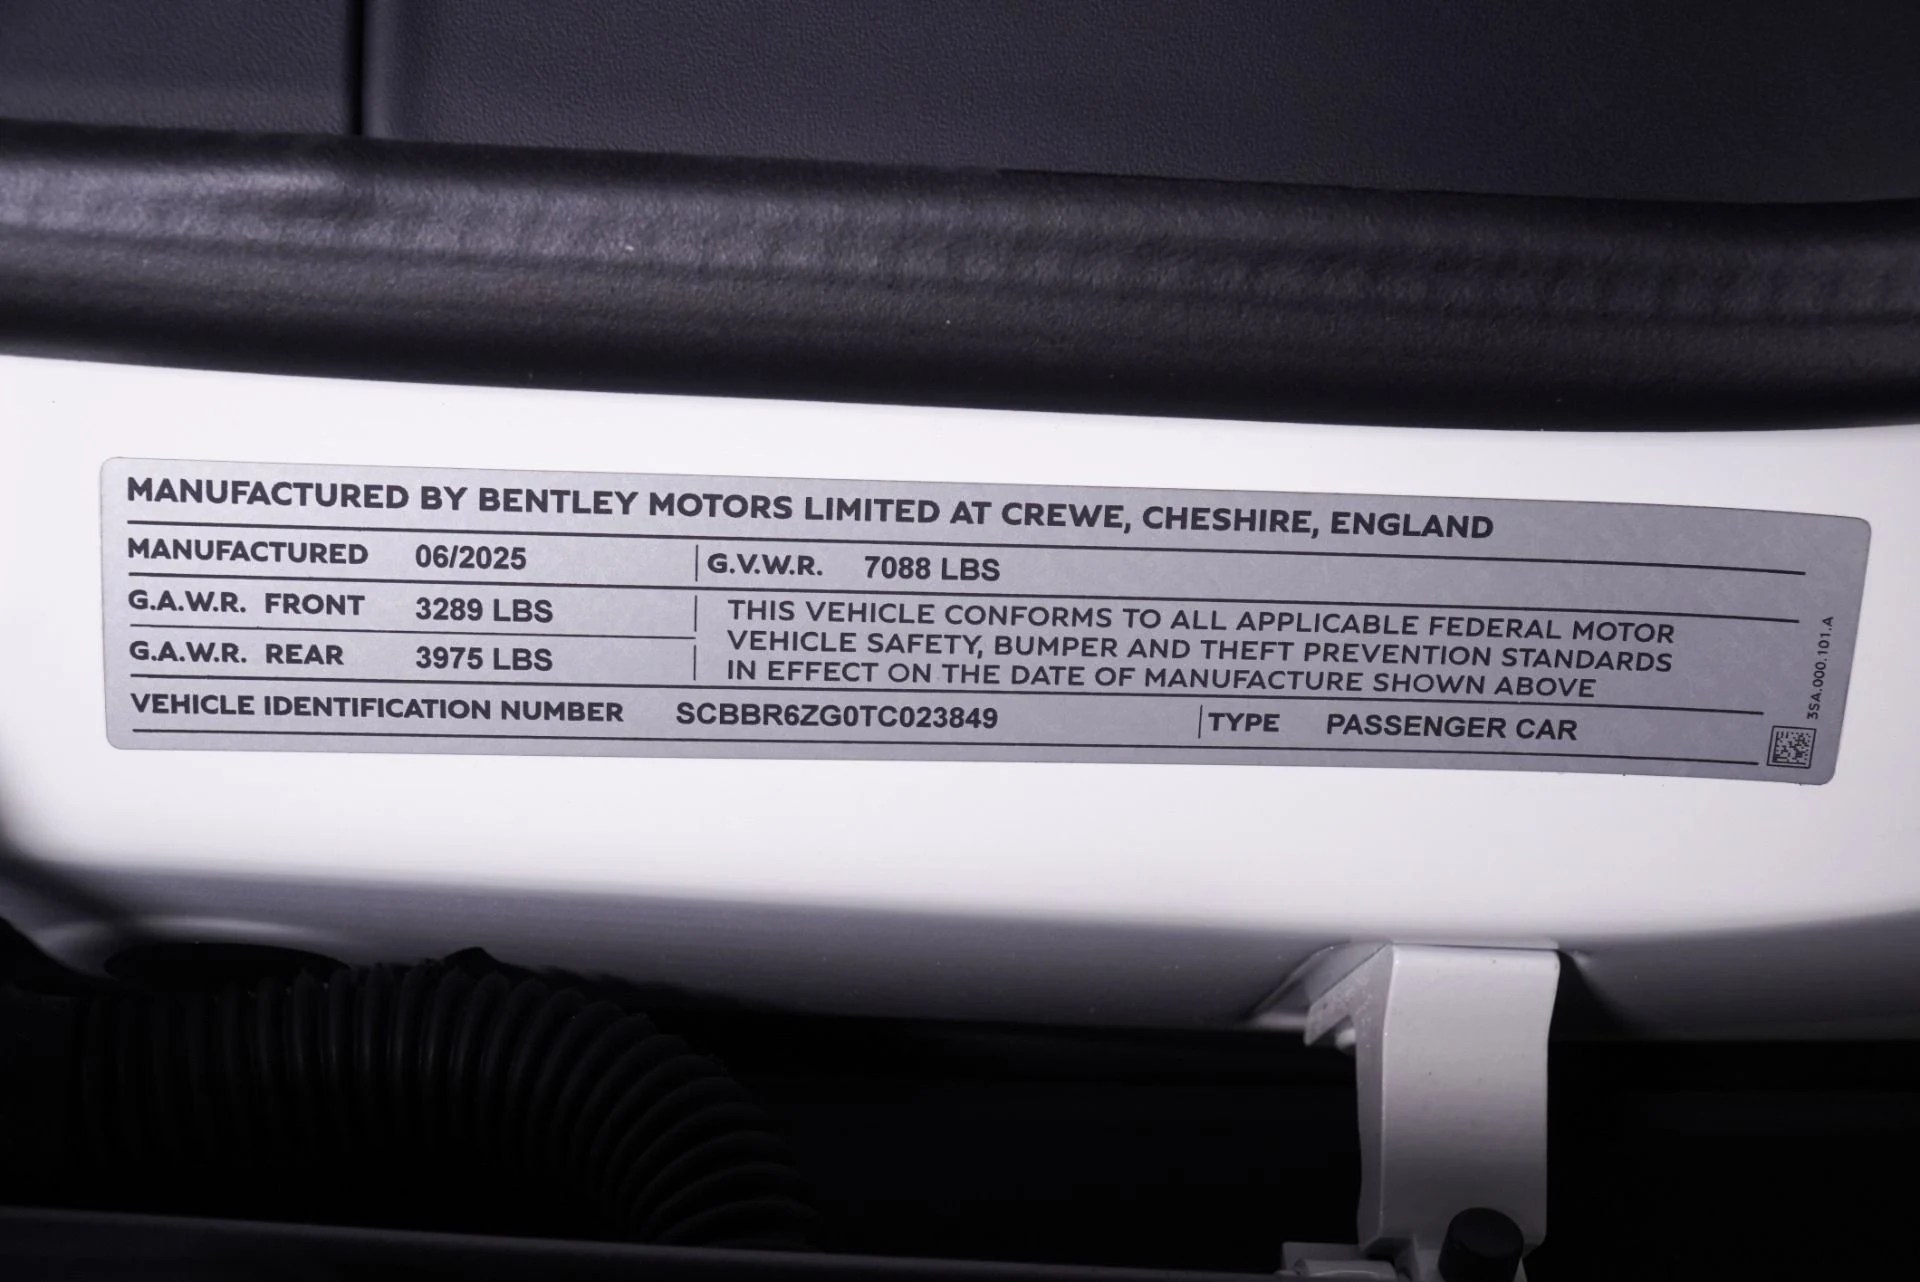 MANUFACTURED BY BENTLEY MOTORS LIMITED AT CREWE, CHESHIRE, ENGLAND
MANUFACTURED 06/2025 G.V.W.R. 7088 LBS
G.A.W.R. FRONT 3289 LBS
G.A.W.R. REAR 3975 LBS
THIS VEHICLE CONFORMS TO ALL APPLICABLE FEDERAL MOTOR
VEHICLE SAFETY, BUMPER AND THEFT PREVENTION STANDARDS
IN EFFECT ON THE DATE OF MANUFACTURE SHOWN ABOVE
VEHICLE IDENTIFICATION NUMBER SCBBR6ZG0TC023849 TYPE PASSENGER CAR
3SA.000.101.A